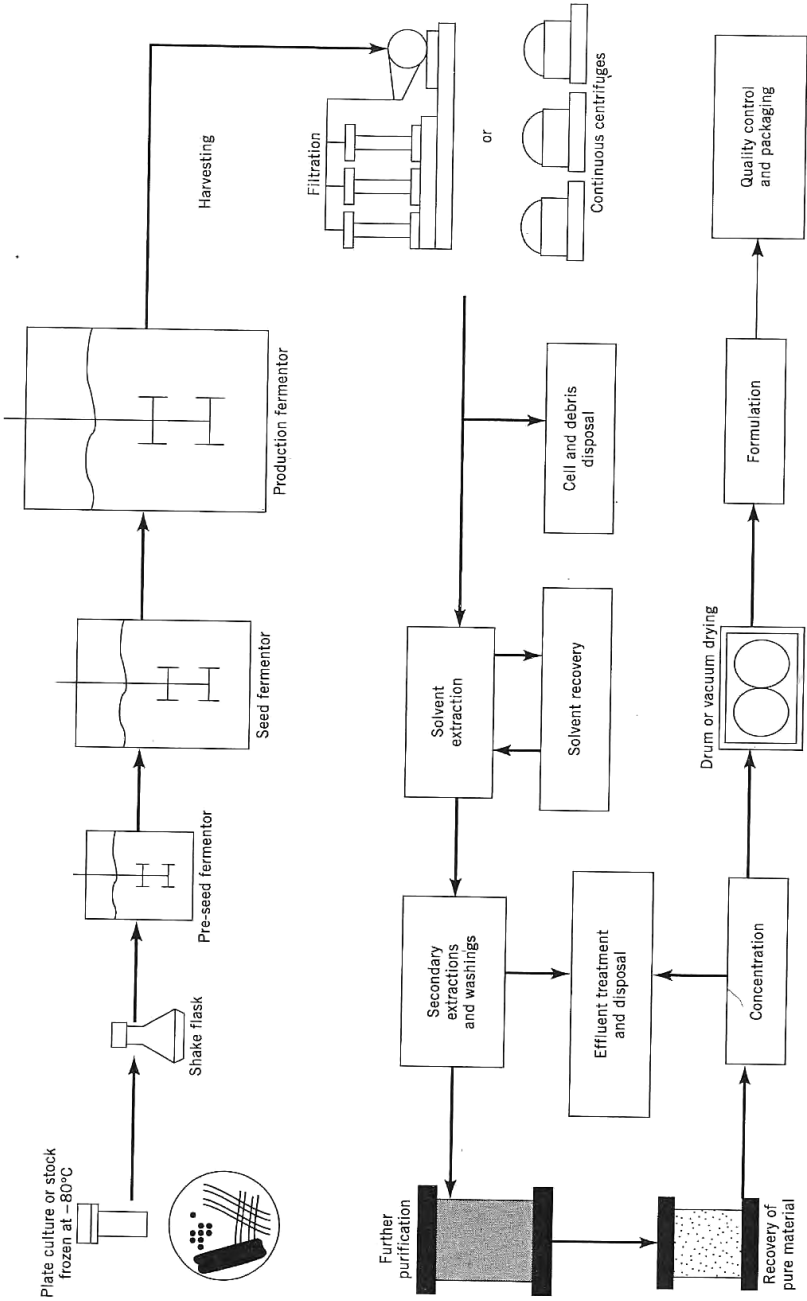 Plate culture or stock
frozen at –80°C
Shake flask
Pre-seed fermentor
Seed fermentor
Production fermentor
Harvesting
Filtration
or
Continuous centrifuges
Cell and debris
disposal
Solvent
extraction
Solvent recovery
Secondary
extractions
and washings
Effluent treatment
and disposal
Further
purification
Recovery of
pure material
Concentration
Drum or vacuum drying
Formulation
Quality control
and packaging